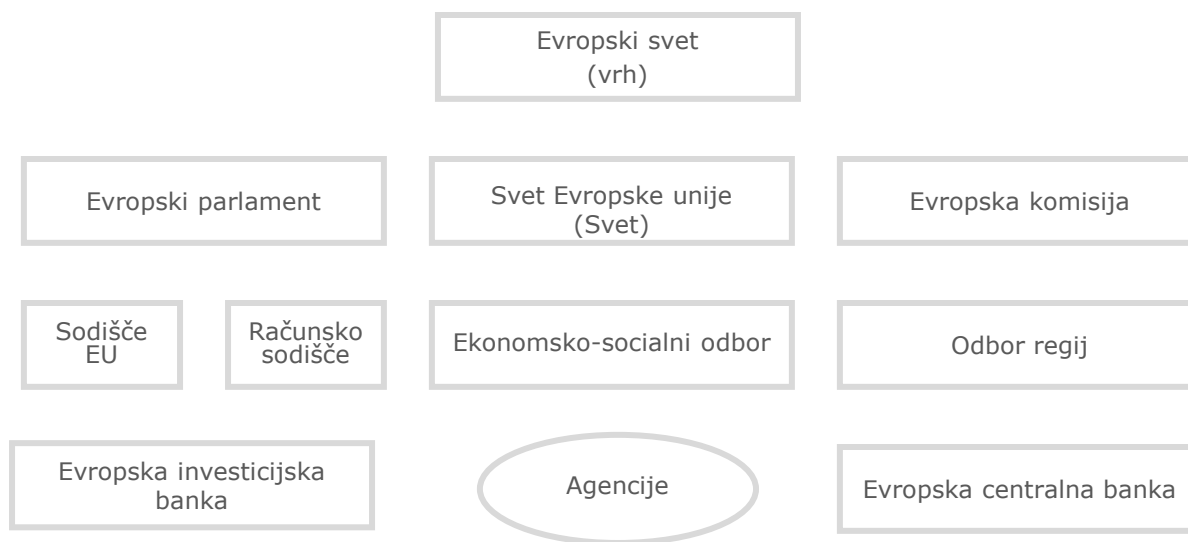 Evropski svet
(vrh)
Evropski parlament
Svet Evropske unije
(Svet)
Evropska komisija
Sodišče
EU
Računsko
sodišče
Ekonomsko-socialni odbor
Odbor regij
Evropska investicijska
banka
Agencije
Evropska centralna banka